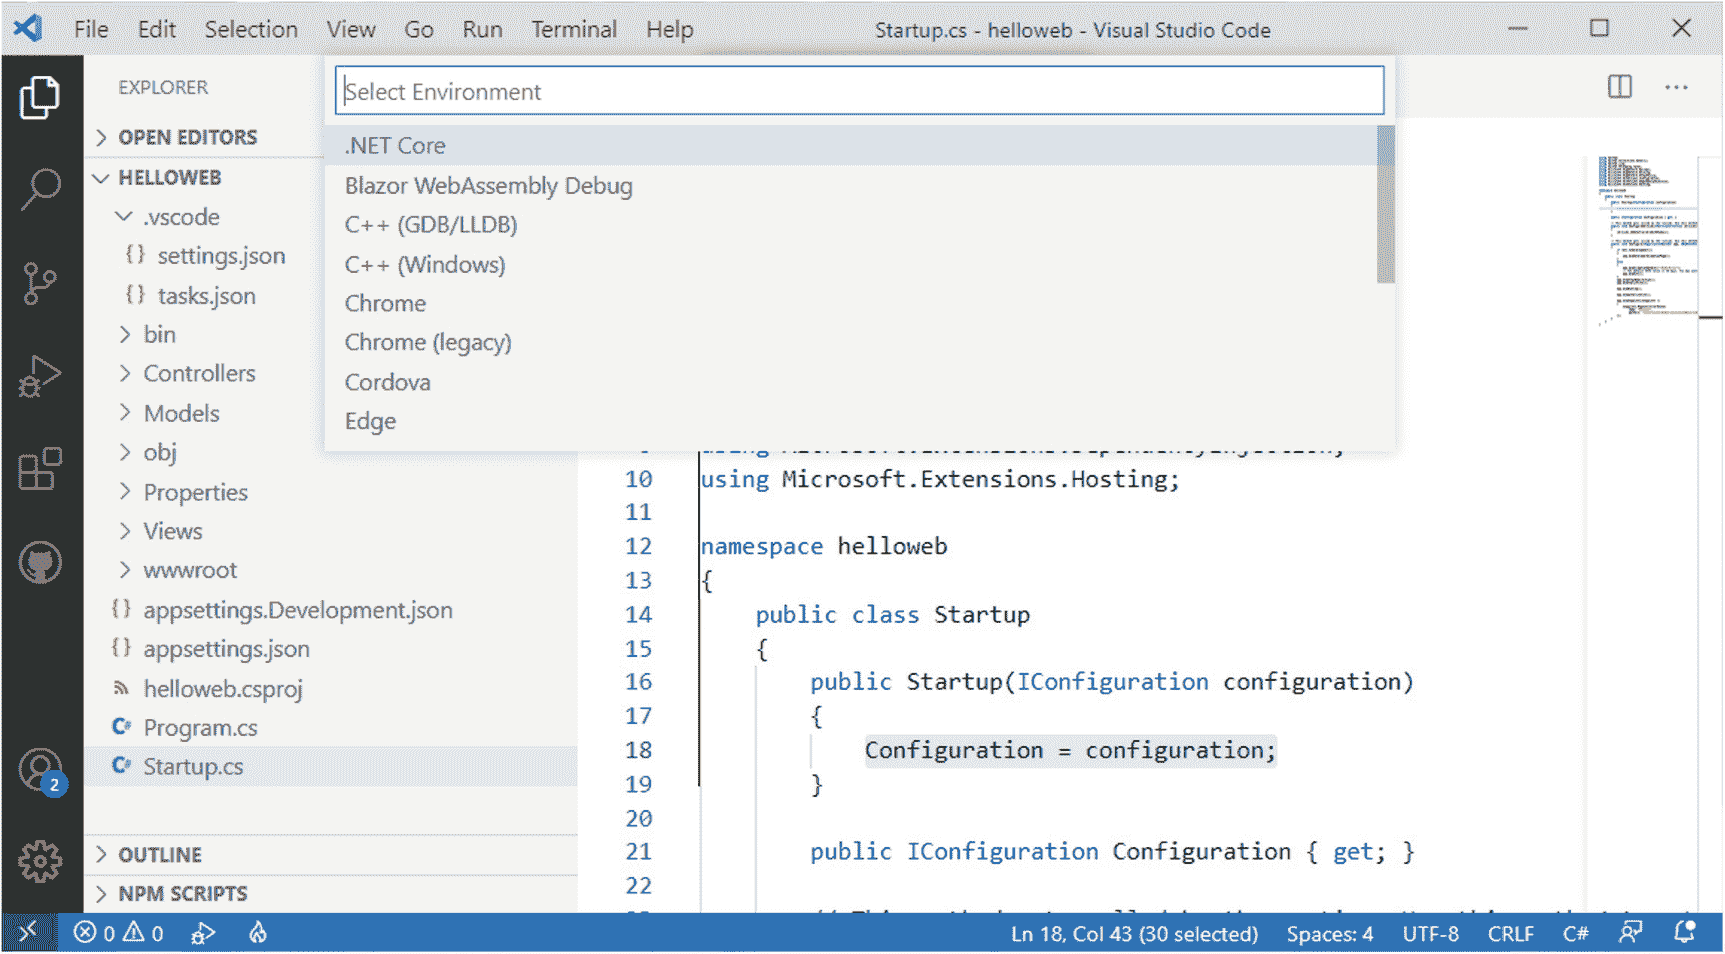 File Edit Selection View Go Run Terminal Help Startup.cs - helloweb - Visual Studio Code
EXPLORER
OPEN EDITORS
HELLOWEB
.vscode
{} settings.json
{} tasks.json
bin
Controllers
Models
obj
Properties
Views
wwwroot
{} appsettings.Development.json
{} appsettings.json
helloweb.csproj
C# Program.cs
C# Startup.cs
OUTLINE
NPM SCRIPTS
2
Select Environment
.NET Core
Blazor WebAssembly Debug
C++ (GDB/LLDB)
C++ (Windows)
Chrome
Chrome (legacy)
Cordova
Edge
10 using Microsoft.Extensions.Hosting;
11
12 namespace helloweb
13 {
14 public class Startup
15 {
16 public Startup(IConfiguration configuration)
17 {
18 Configuration = configuration;
19 }
20
21 public IConfiguration Configuration { get; }
22
0 0 Ln 18, Col 43 (30 selected) Spaces: 4 UTF-8 CRLF C#